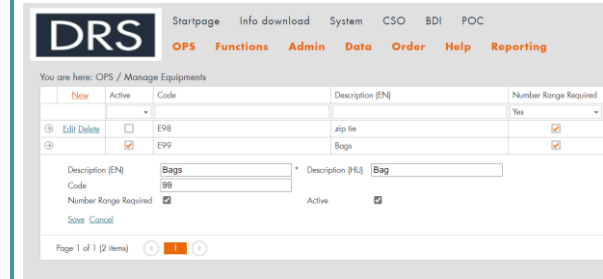 DRS
Startpage Info download System CSO BDI POC
OPS Functions Admin Data Order Help Reporting
You are here: OPS / Manage Equipments
New Active Code Description (EN) Number Range Required
Yes
Edit Delete E98 zip tie
E99 Bags
Description (EN) Bags * Description (HU) Bag
Code 99
Number Range Required Active
Save Cancel
Page 1 of 1 (2 items) 1